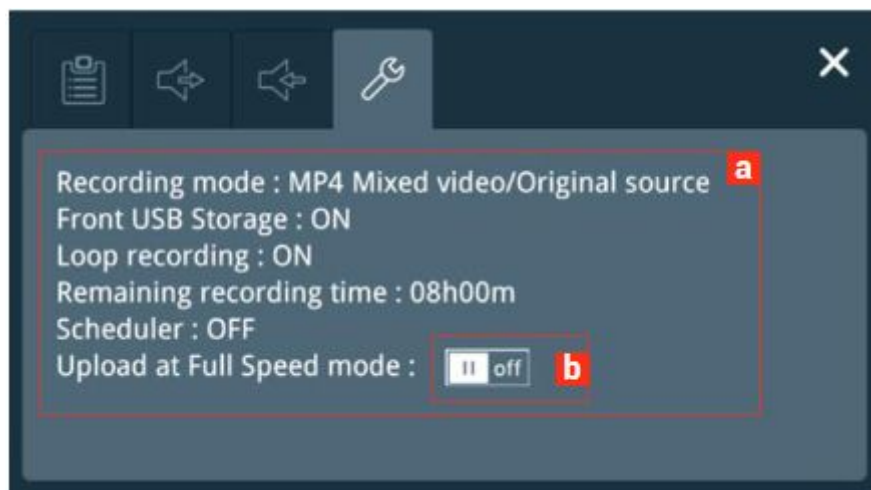 a
Recording mode : MP4 Mixed video/Original source
Front USB Storage : ON
Loop recording : ON
Remaining recording time : 08h00m
Scheduler : OFF
Upload at Full Speed mode : off b